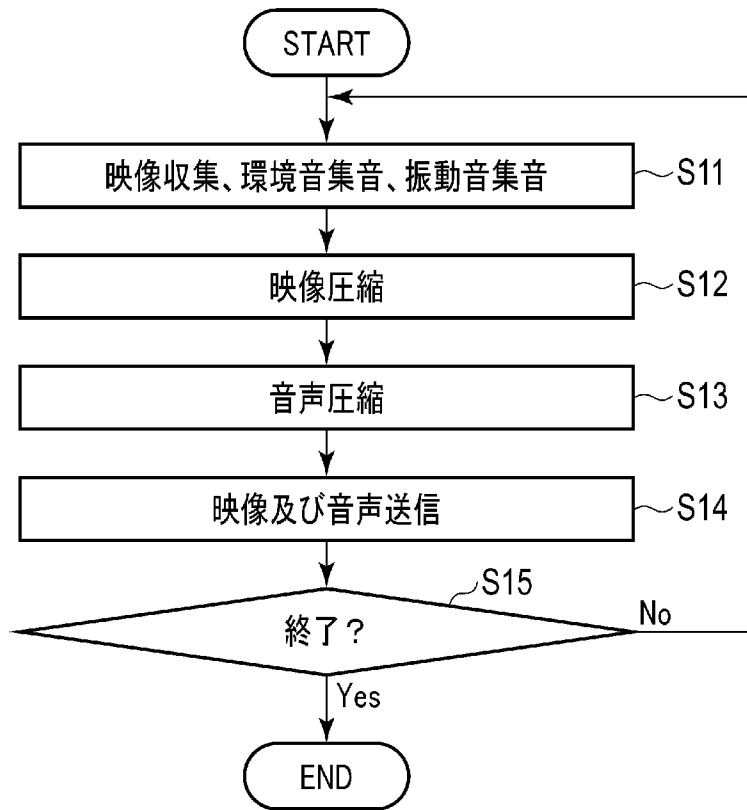 START
映像収集、環境音集音、振動音集音
S11
映像圧縮
S12
音声圧縮
S13
映像及び音声送信
S14
S15
終了？
No
Yes
END